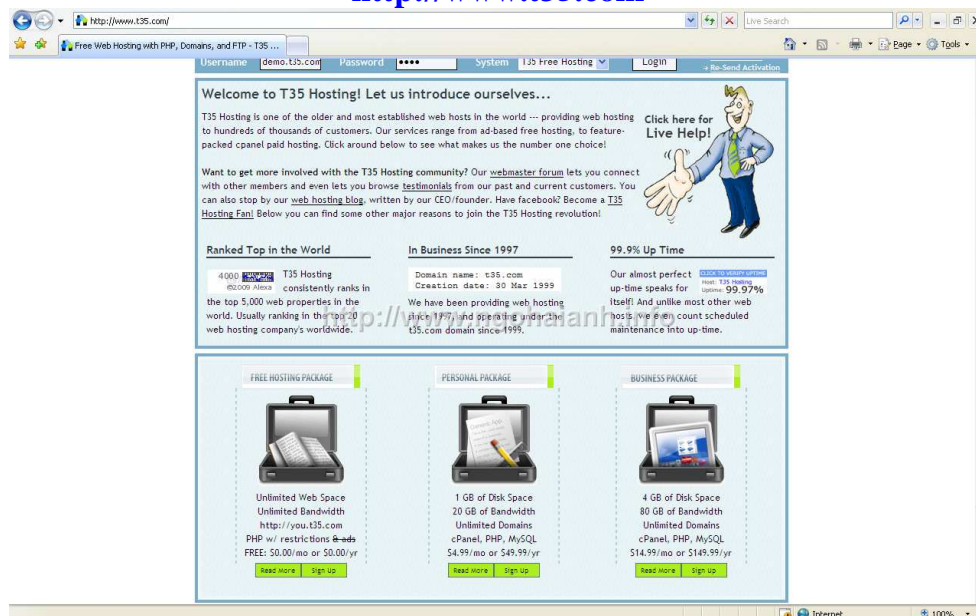 http://www.t35.com
http://www.t35.com/
Live Search
Free Web Hosting with PHP, Domains, and FTP - T35 ...
Page
Tools
Username demo.t35.com Password •••• System T35 Free Hosting Login
» Re-Send Activation
Welcome to T35 Hosting! Let us introduce ourselves...
T35 Hosting is one of the older and most established web hosts in the world --- providing web hosting
to hundreds of thousands of customers. Our services range from ad-based free hosting, to feature-
packed cpanel paid hosting. Click around below to see what makes us the number one choice!
Want to get more involved with the T35 Hosting community? Our webmaster forum lets you connect
with other members and even lets you browse testimonials from our past and current customers. You
can also stop by our web hosting blog, written by our CEO/founder. Have facebook? Become a T35
Hosting Fan! Below you can find some other major reasons to join the T35 Hosting revolution!
Click here for
Live Help!
Ranked Top in the World
4000
©2009 Alexa
T35 Hosting
consistently ranks in
the top 5,000 web properties in the
world. Usually ranking in the top 20
web hosting company's worldwide.
In Business Since 1997
Domain name: t35.com
Creation date: 30 Mar 1999
We have been providing web hosting
since 1997, and operating under the
t35.com domain since 1999.
99.9% Up Time
Our almost perfect
up-time speaks for
CLICK TO VERIFY UPTIME
Host: T35 Hosting
Uptime: 99.97%
itself! And unlike most other web
hosts, we even count scheduled
maintenance into up-time.
http://www.ngohaianh.info
FREE HOSTING PACKAGE
Unlimited Web Space
Unlimited Bandwidth
http://you.t35.com
PHP w/ restrictions & ads
FREE: $0.00/mo or $0.00/yr
Read More Sign Up
PERSONAL PACKAGE
1 GB of Disk Space
20 GB of Bandwidth
Unlimited Domains
cPanel, PHP, MySQL
$4.99/mo or $49.99/yr
Read More Sign Up
BUSINESS PACKAGE
4 GB of Disk Space
80 GB of Bandwidth
Unlimited Domains
cPanel, PHP, MySQL
$14.99/mo or $149.99/yr
Read More Sign Up
Internet
100%